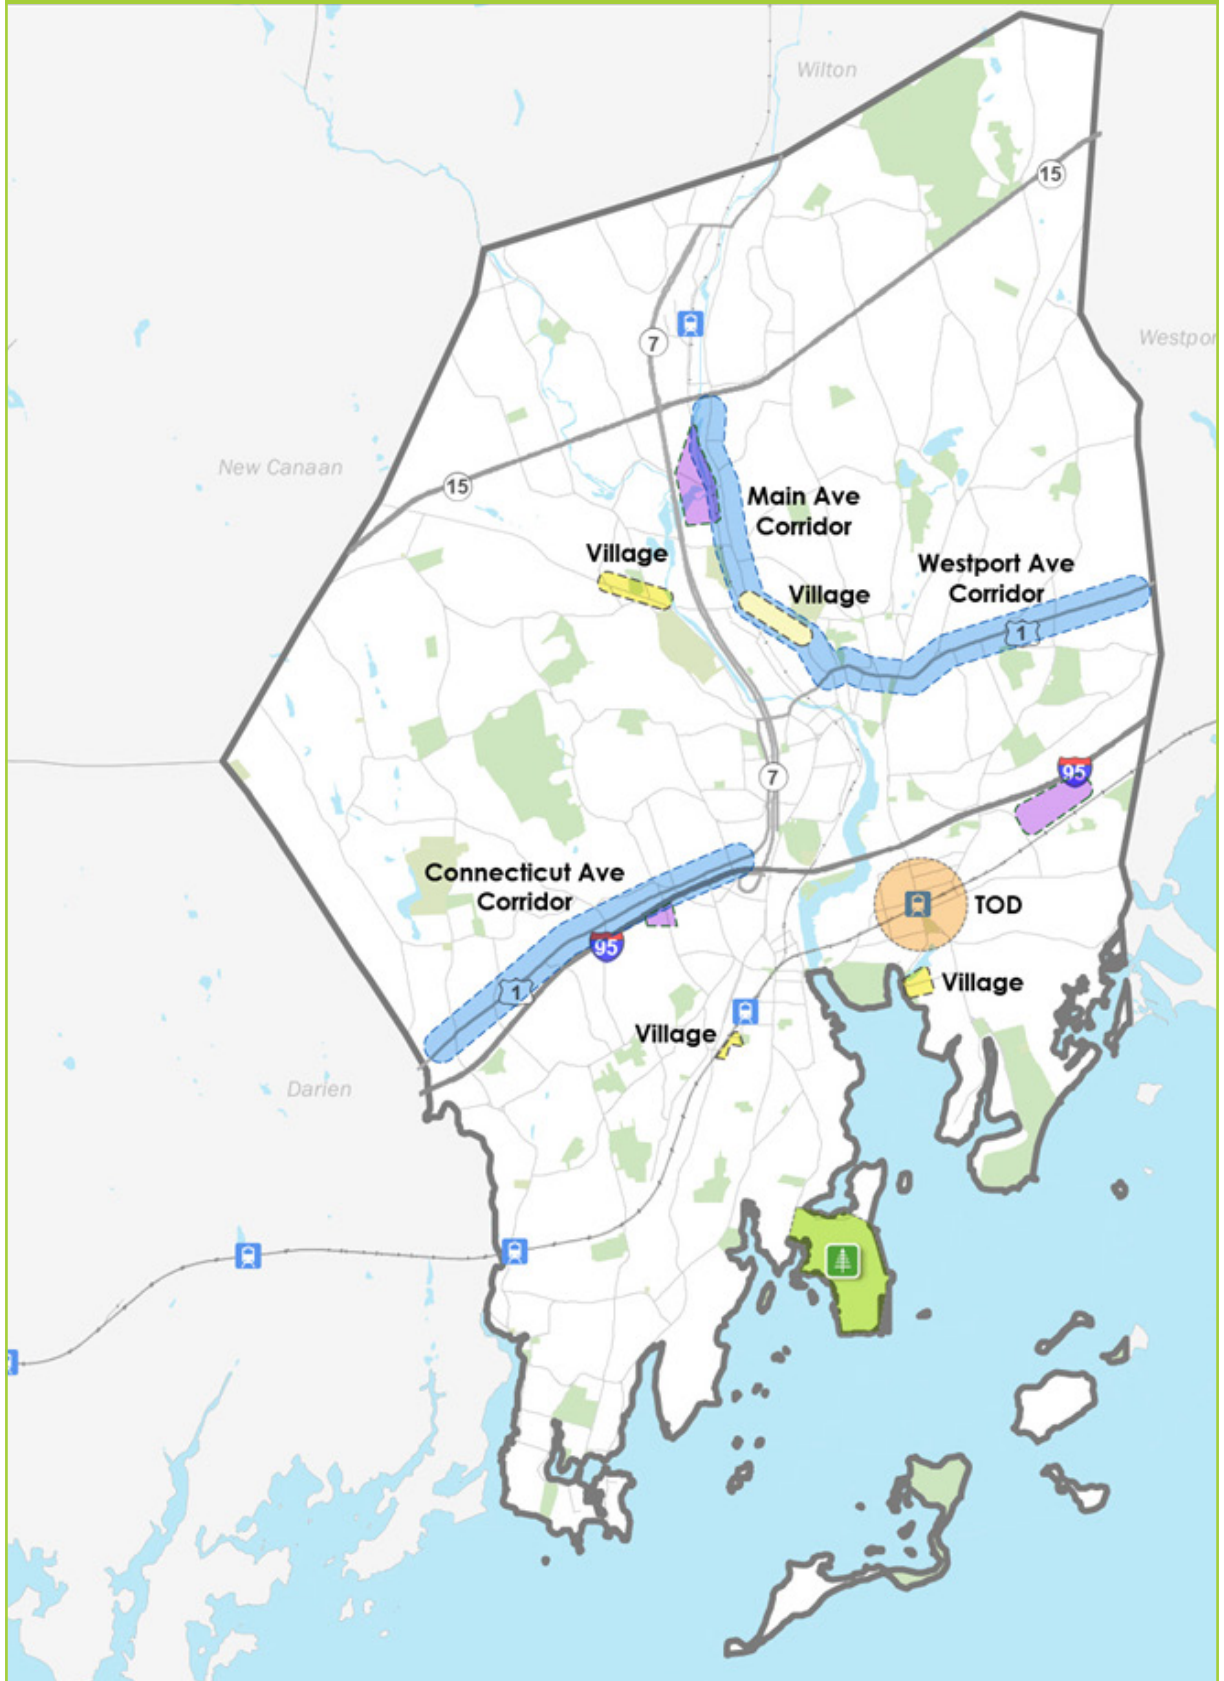 Wilton
15
7
Westpor
New Canaan
15
Main Ave
Corridor
Village
Westport Ave
Corridor
Village
1
7
95
Connecticut Ave
Corridor
TOD
95
1
Village
Village
Darien